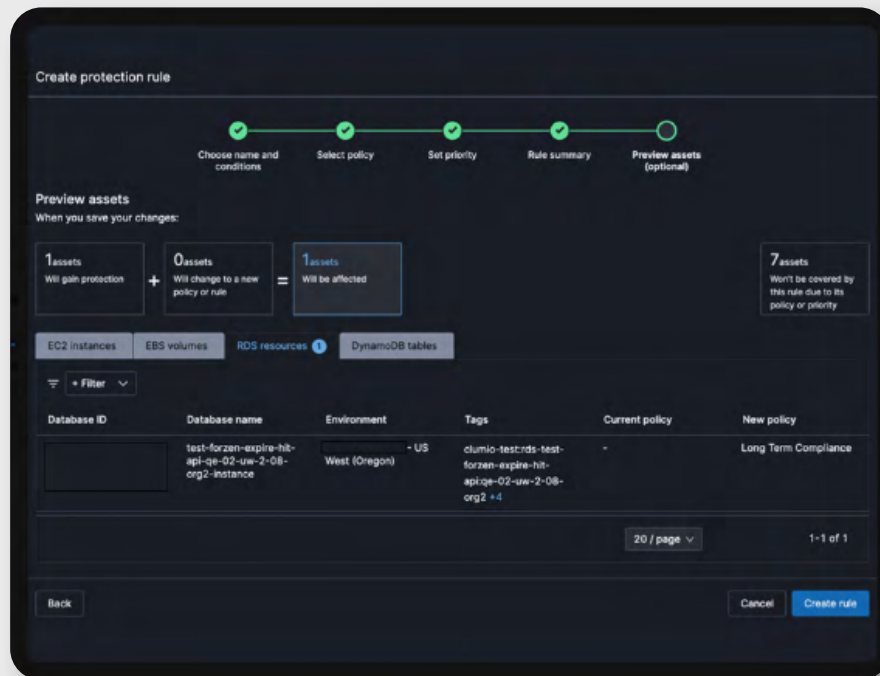 Create protection rule
Choose name and
conditions
Select policy
Set priority
Rule summary
Preview assets
(optional)
Preview assets
When you save your changes:
1assets
Will gain protection
+
0assets
Will change to a new
policy or rule
=
1assets
Will be affected
7assets
Won't be covered by
this rule due to its
policy or priority
EC2 instances
EBS volumes
RDS resources 1
DynamoDB tables
+ Filter
Database ID
Database name
Environment
Tags
Current policy
New policy
test-forzen-expire-hit-
api-qe-02-uw-2-08-
org2-instance
- US
West (Oregon)
clumio-test:rds-test-
forzen-expire-hit-
api:qe-02-uw-2-08-
org2 +4
-
Long Term Compliance
20 / page
1-1 of 1
Back
Cancel
Create rule